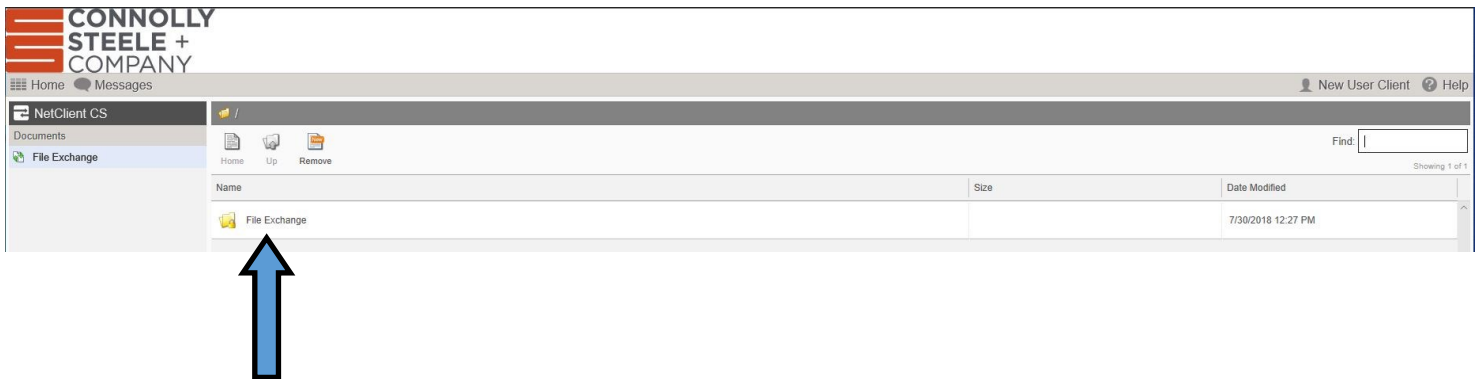 CONNOLLY
STEELE +
COMPANY
Home Messages New User Client Help
NetClient CS /
Documents
File Exchange
Home Up Remove
Find:
Showing 1 of 1
Name Size Date Modified
File Exchange 7/30/2018 12:27 PM